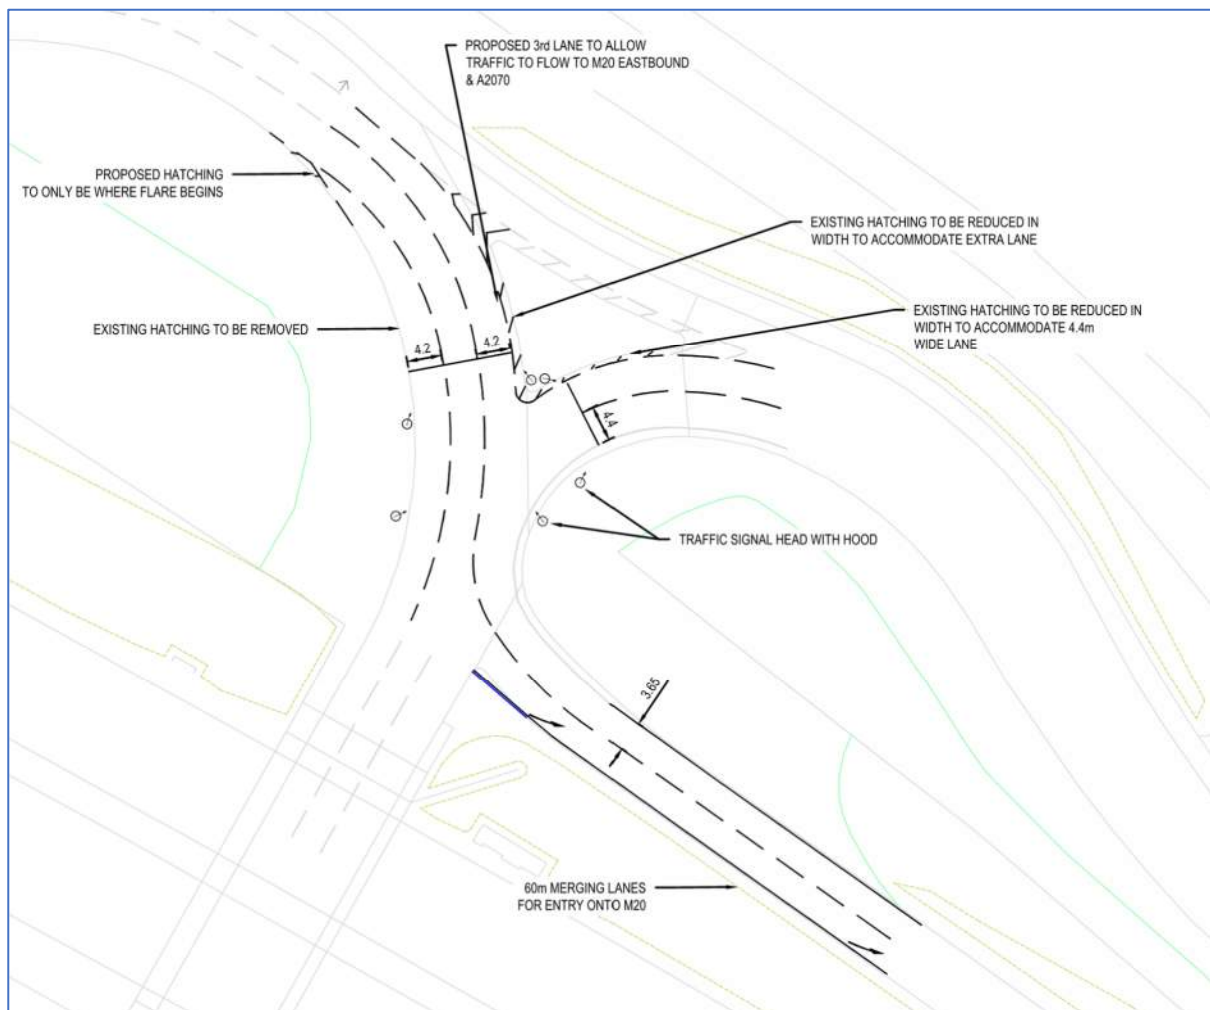 PROPOSED 3rd LANE TO ALLOW
TRAFFIC TO FLOW TO M20 EASTBOUND
& A2070
PROPOSED HATCHING
TO ONLY BE WHERE FLARE BEGINS
EXISTING HATCHING TO BE REDUCED IN
WIDTH TO ACCOMMODATE EXTRA LANE
EXISTING HATCHING TO BE REMOVED
EXISTING HATCHING TO BE REDUCED IN
WIDTH TO ACCOMMODATE 4.4m
WIDE LANE
4.2
4.2
4.4
TRAFFIC SIGNAL HEAD WITH HOOD
3.65
60m MERGING LANES
FOR ENTRY ONTO M20